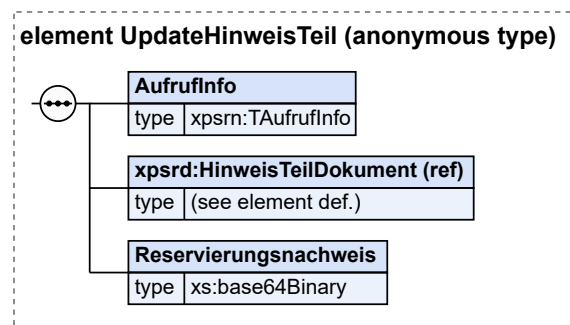 element UpdateHinweisTeil (anonymous type)
AufrufInfo
type xpsrn:TAufrufInfo
xpsrd:HinweisTeilDokument (ref)
type (see element def.)
Reservierungsnachweis
type xs:base64Binary